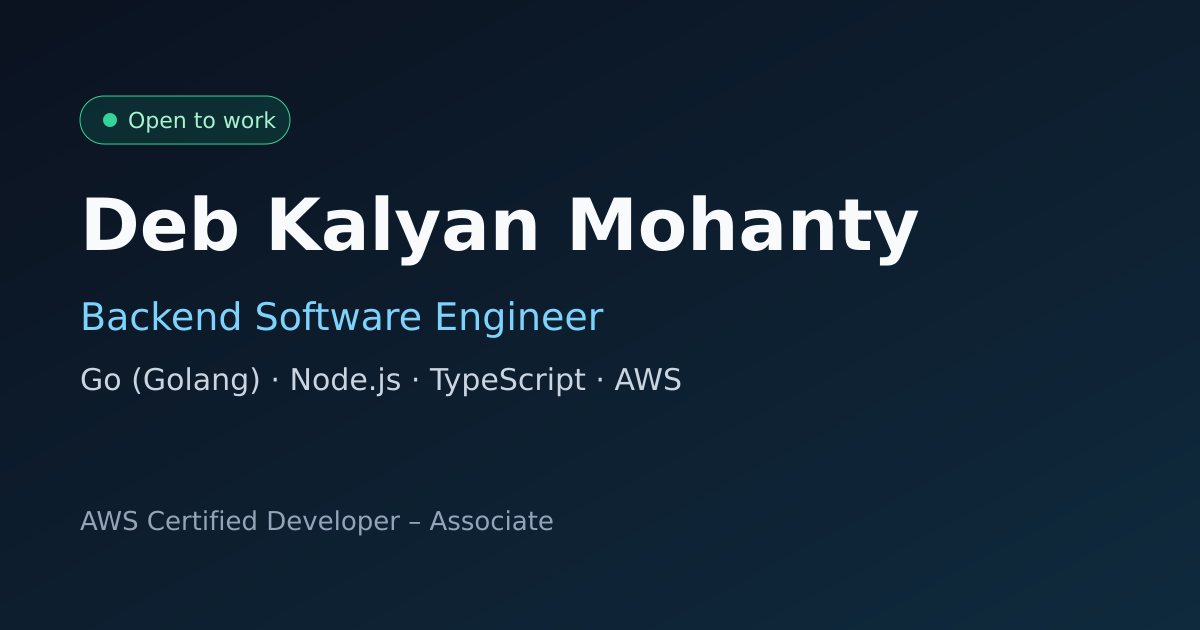 Open to work
Deb Kalyan Mohanty
Backend Software Engineer
Go (Golang) · Node.js · TypeScript · AWS
AWS Certified Developer – Associate